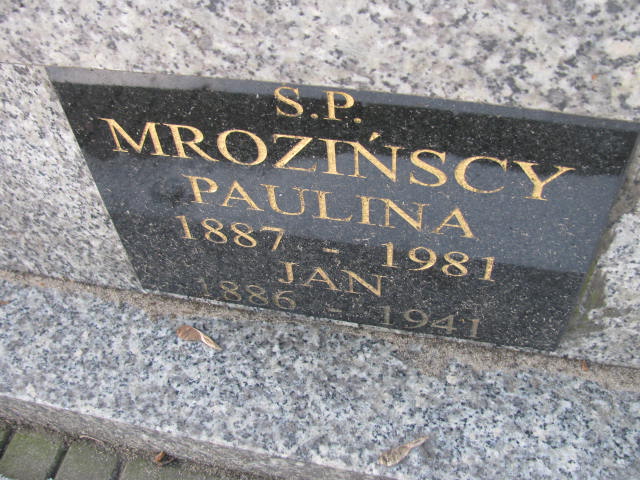 S.P.
MROZIŃSCY
PAULINA
1887 - 1981
JAN
1886 - 1941